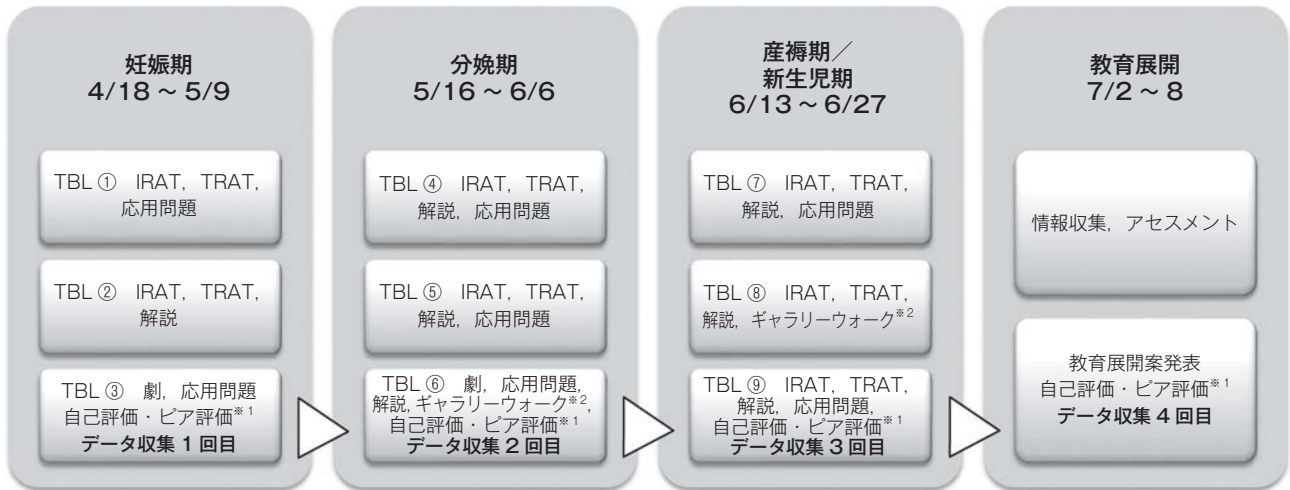 妊娠期
4/18 ~ 5/9
TBL ① IRAT, TRAT,
応用問題
TBL ② IRAT, TRAT,
解説
TBL ③ 劇, 応用問題
自己評価・ピア評価※1
データ収集 1 回目
分娩期
5/16 ~ 6/6
TBL ④ IRAT, TRAT,
解説, 応用問題
TBL ⑤ IRAT, TRAT,
解説, 応用問題
TBL ⑥ 劇, 応用問題,
解説, ギャラリーウォーク※2,
自己評価・ピア評価※1
データ収集 2 回目
産褥期/
新生児期
6/13 ~ 6/27
TBL ⑦ IRAT, TRAT,
解説, 応用問題
TBL ⑧ IRAT, TRAT,
解説, ギャラリーウォーク※2
TBL ⑨ IRAT, TRAT,
解説, 応用問題,
自己評価・ピア評価※1
データ収集 3 回目
教育展開
7/2 ~ 8
情報収集, アセスメント
教育展開案発表
自己評価・ピア評価※1
データ収集 4 回目